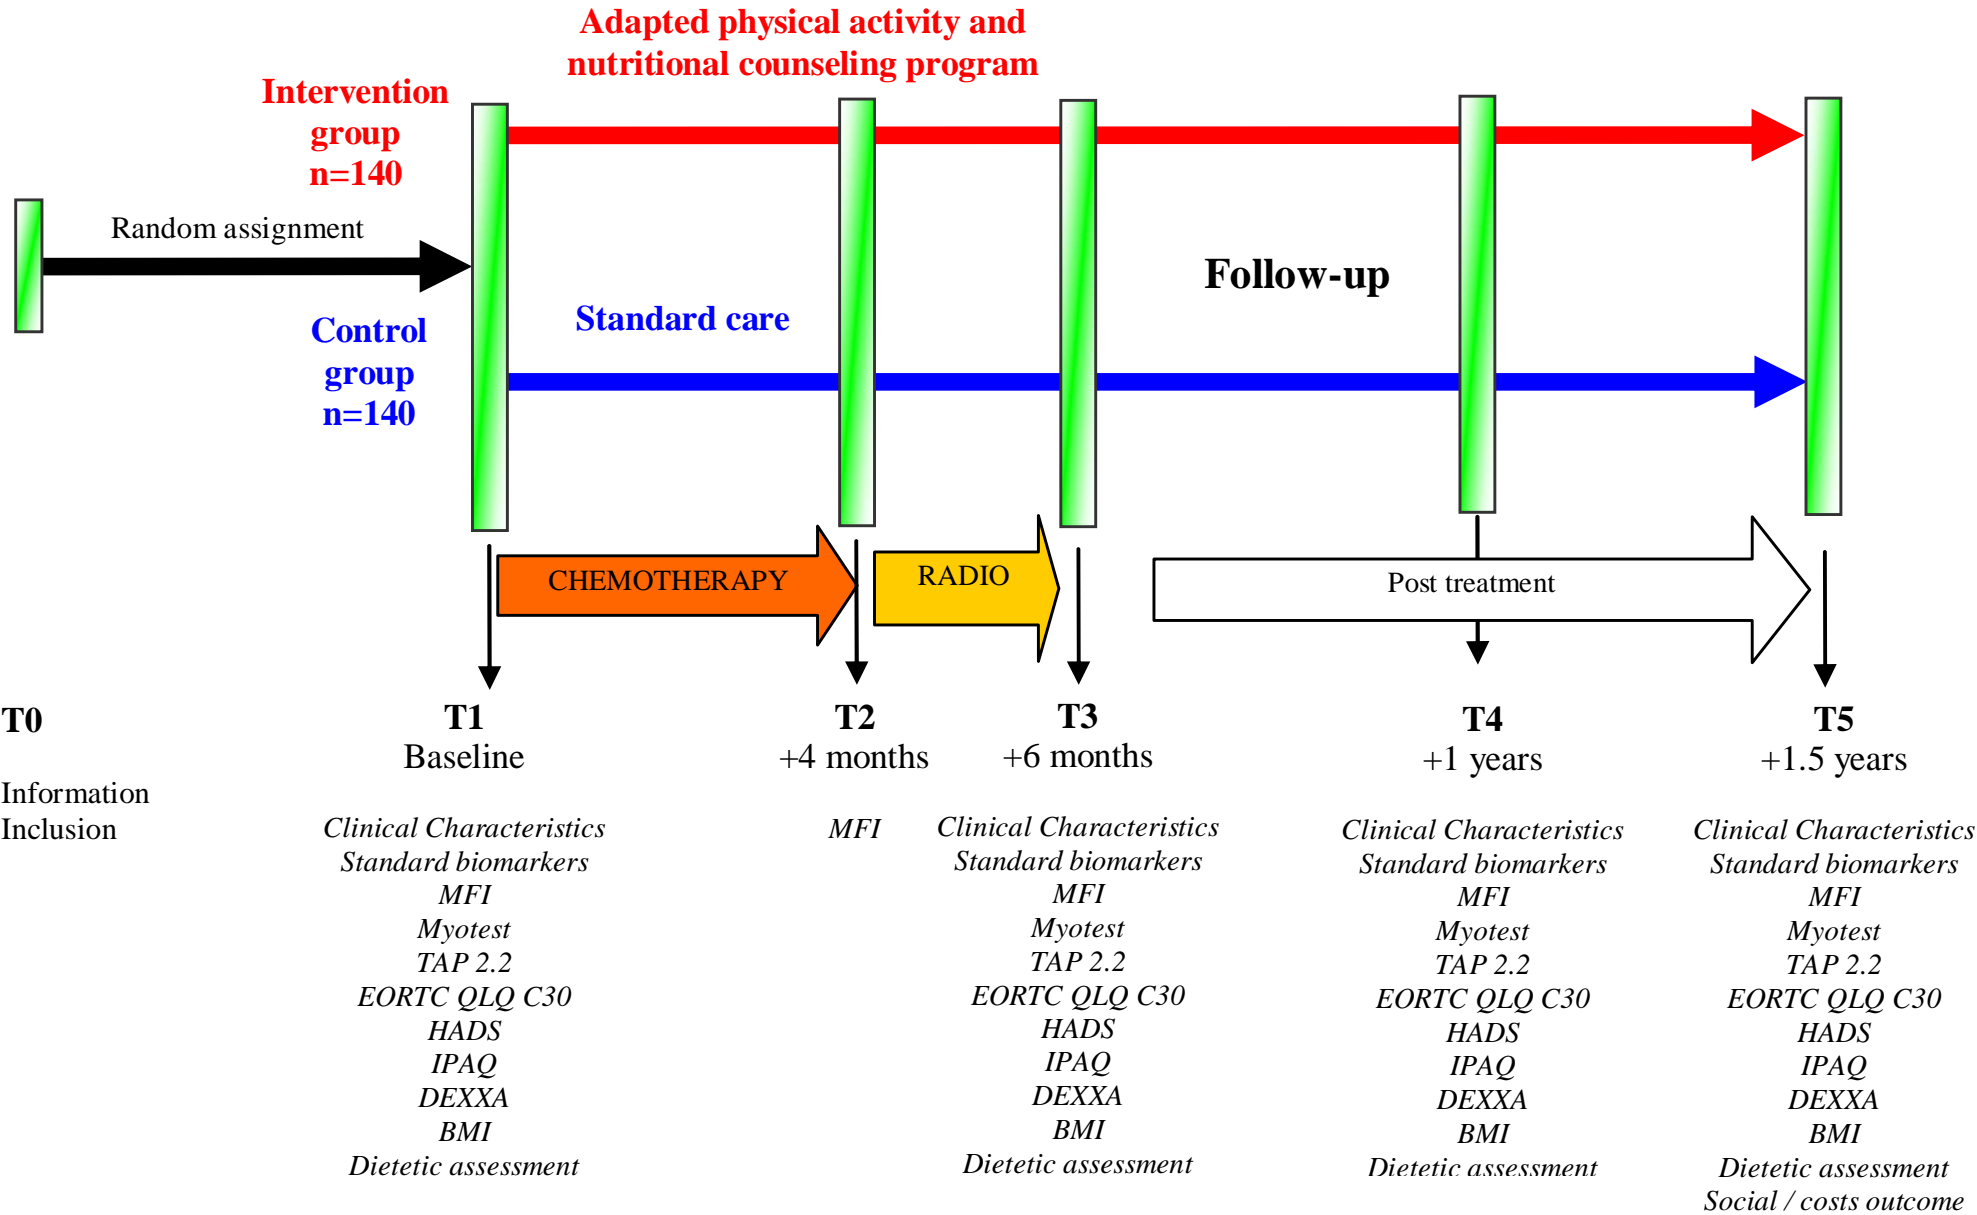 Adapted physical activity and
nutritional counseling program
Intervention
group
n=140
Random assignment
Follow-up
Standard care
Control
group
n=140
CHEMOTHERAPY
RADIO
Post treatment
T0
Information
Inclusion
T1
Baseline
Clinical Characteristics
Standard biomarkers
MFI
Myotest
TAP 2.2
EORTC QLQ C30
HADS
IPAQ
DEXXA
BMI
Dietetic assessment
T2
+4 months
MFI
T3
+6 months
Clinical Characteristics
Standard biomarkers
MFI
Myotest
TAP 2.2
EORTC QLQ C30
HADS
IPAQ
DEXXA
BMI
Dietetic assessment
T4
+1 years
Clinical Characteristics
Standard biomarkers
MFI
Myotest
TAP 2.2
EORTC QLQ C30
HADS
IPAQ
DEXXA
BMI
Dietetic assessment
T5
+1.5 years
Clinical Characteristics
Standard biomarkers
MFI
Myotest
TAP 2.2
EORTC QLQ C30
HADS
IPAQ
DEXXA
BMI
Dietetic assessment
Social / costs outcome